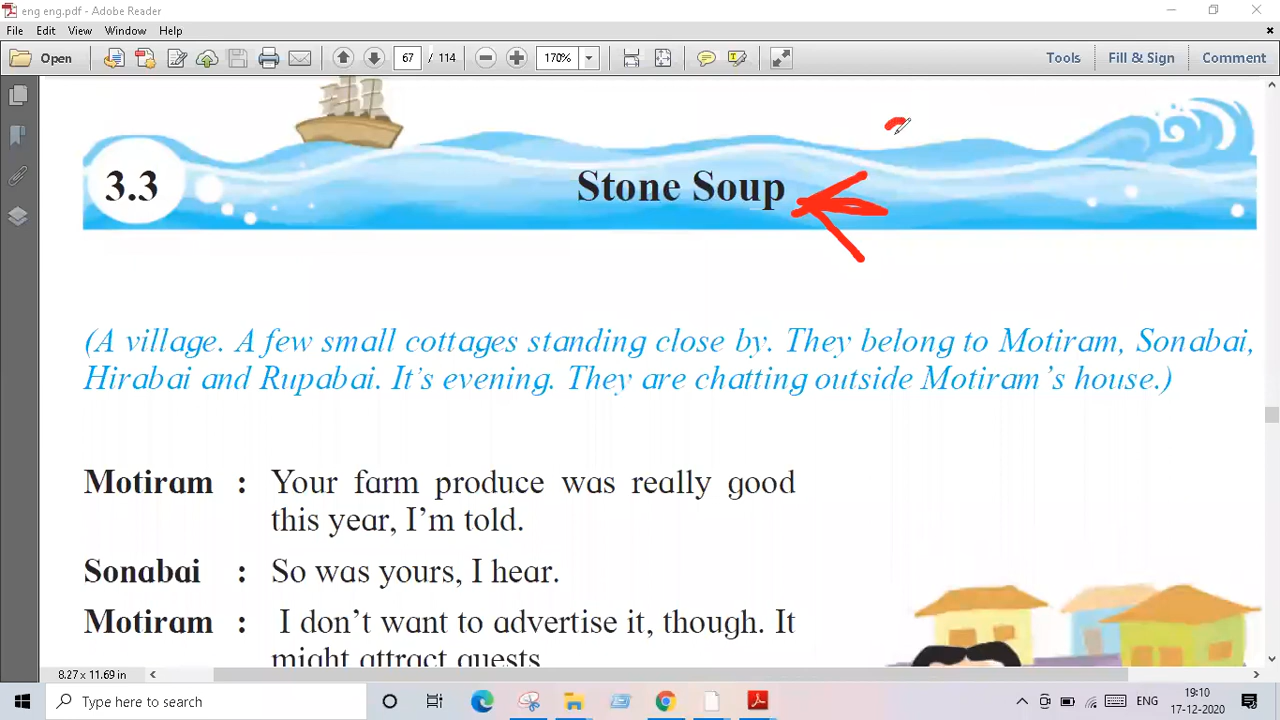 eng eng.pdf - Adobe Reader
File Edit View Window Help
Open 67 / 114 170% Tools Fill & Sign Comment
3.3 Stone Soup
(A village. A few small cottages standing close by. They belong to Motiram, Sonabai,
Hirabai and Rupabai. It's evening. They are chatting outside Motiram's house.)
Motiram : Your farm produce was really good
this year, I'm told.
Sonabai : So was yours, I hear.
Motiram : I don't want to advertise it, though. It
might attract guests
8.27 x 11.69 in
Type here to search
ENG 19:10
17-12-2020